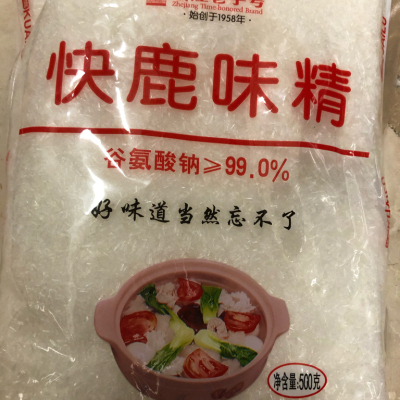 Zhejiang Time-honored Brand
·始创于1958年·
快鹿味精
谷氨酸钠≥99.0%
好味道当然忘不了
净含量:500克